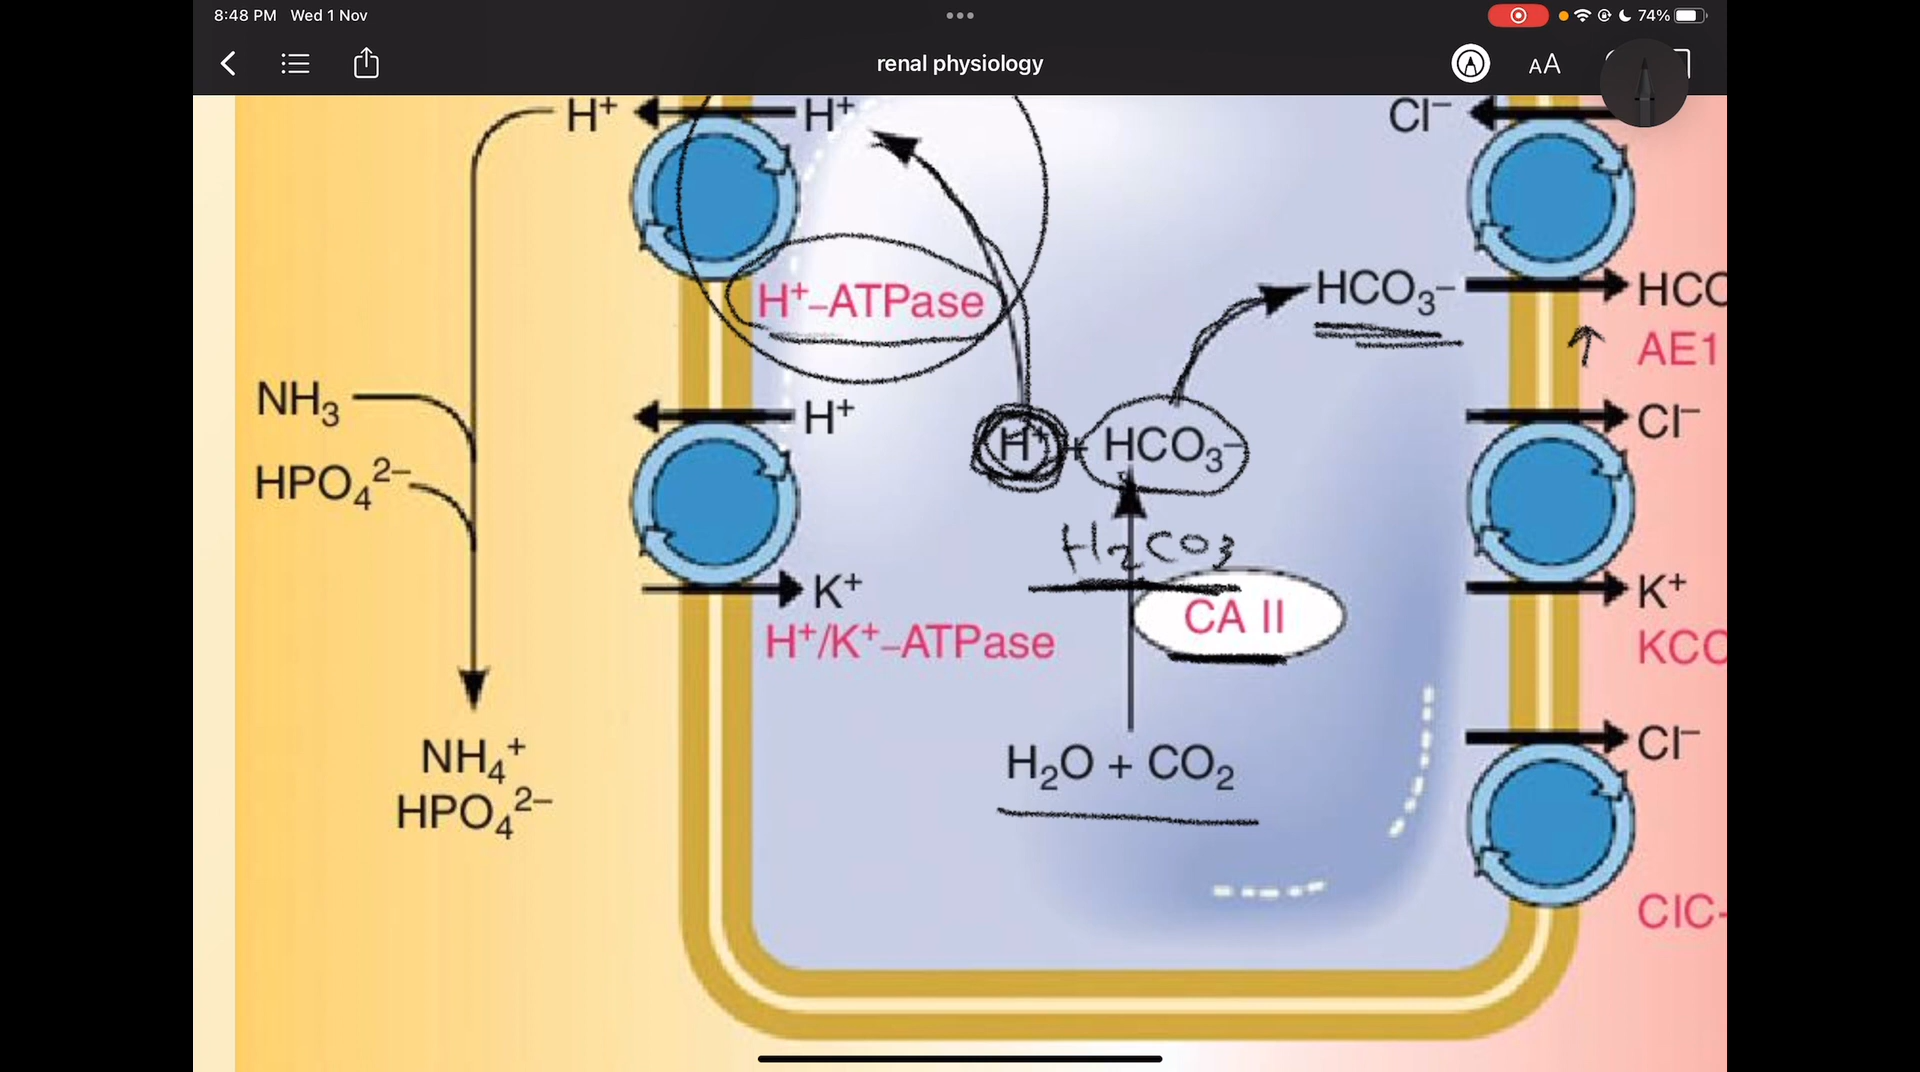 8:48 PM Wed 1 Nov
74%
renal physiology
AA
H⁺
H⁺
Cl⁻
H⁺–ATPase
HCO₃⁻
HCO
AE1
NH₃
H⁺
H⁺ + HCO₃⁻
Cl⁻
HPO₄²⁻
H₂CO₃
K⁺
CA II
K⁺
H⁺/K⁺–ATPase
KCC
NH₄⁺
H₂O + CO₂
Cl⁻
HPO₄²⁻
ClC-